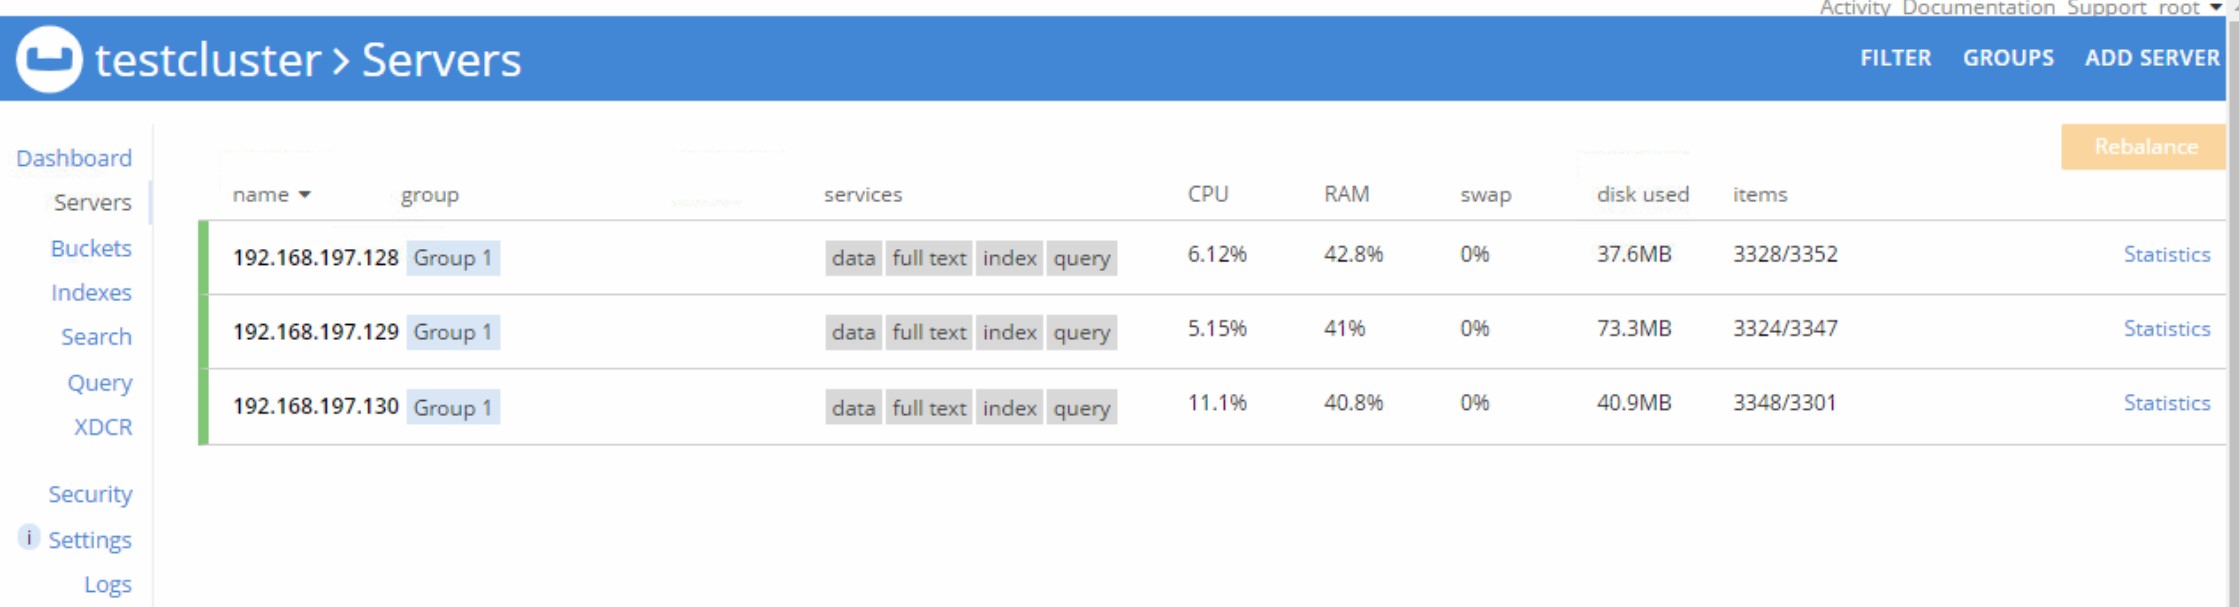 Activity Documentation Support root
testcluster > Servers FILTER GROUPS ADD SERVER
Rebalance
Dashboard
Servers
Buckets
Indexes
Search
Query
XDCR
Security
i Settings
Logs
name group services CPU RAM swap disk used items
192.168.197.128 Group 1 data full text index query 6.12% 42.8% 0% 37.6MB 3328/3352 Statistics
192.168.197.129 Group 1 data full text index query 5.15% 41% 0% 73.3MB 3324/3347 Statistics
192.168.197.130 Group 1 data full text index query 11.1% 40.8% 0% 40.9MB 3348/3301 Statistics